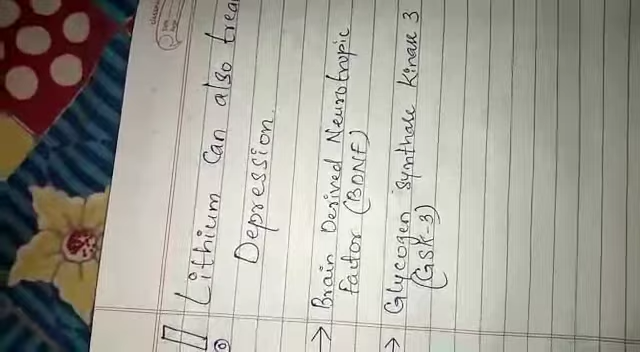 Lithium can also trea
Depression.
→ Brain Derived Neurotropic
Factor (BDNF)
→ Glycogen Synthase Kinase 3
(GSK-3)